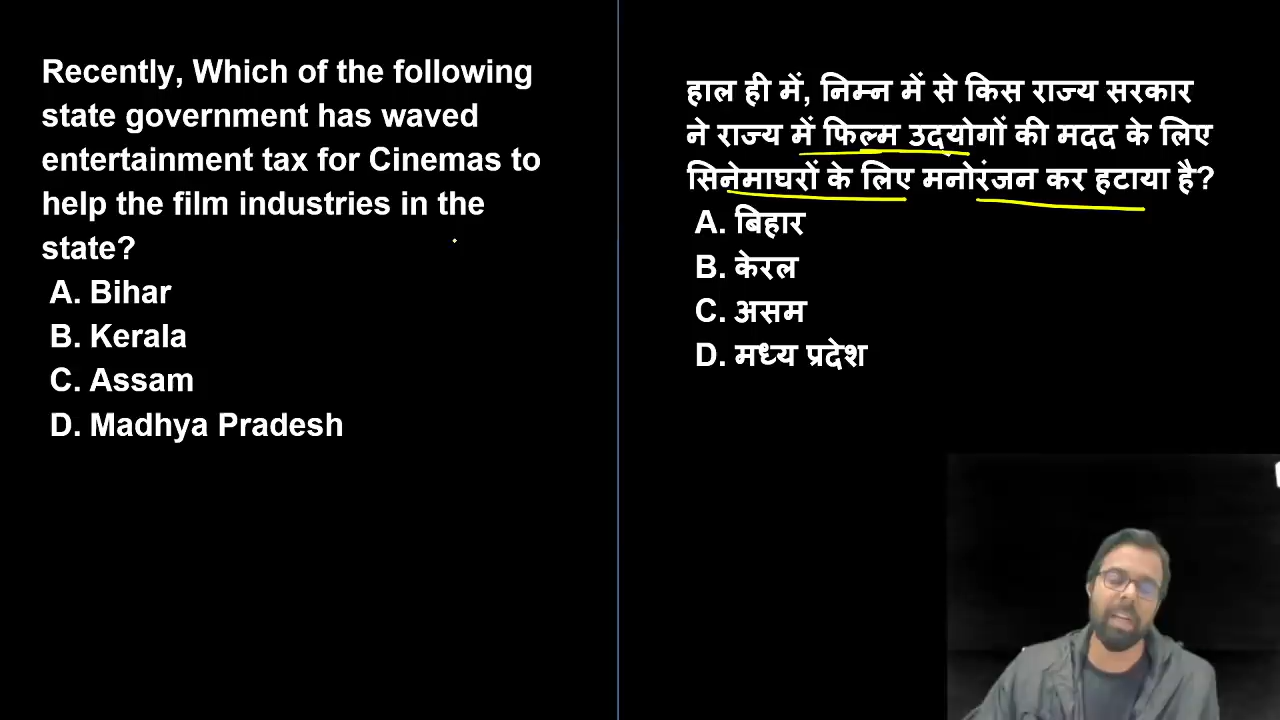 Recently, Which of the following
state government has waved
entertainment tax for Cinemas to
help the film industries in the
state?
A. Bihar
B. Kerala
C. Assam
D. Madhya Pradesh
हाल ही में, निम्न में से किस राज्य सरकार
ने राज्य में फिल्म उदयोगों की मदद के लिए
सिनेमाघरों के लिए मनोरंजन कर हटाया है?
A. बिहार
B. केरल
C. असम
D. मध्य प्रदेश